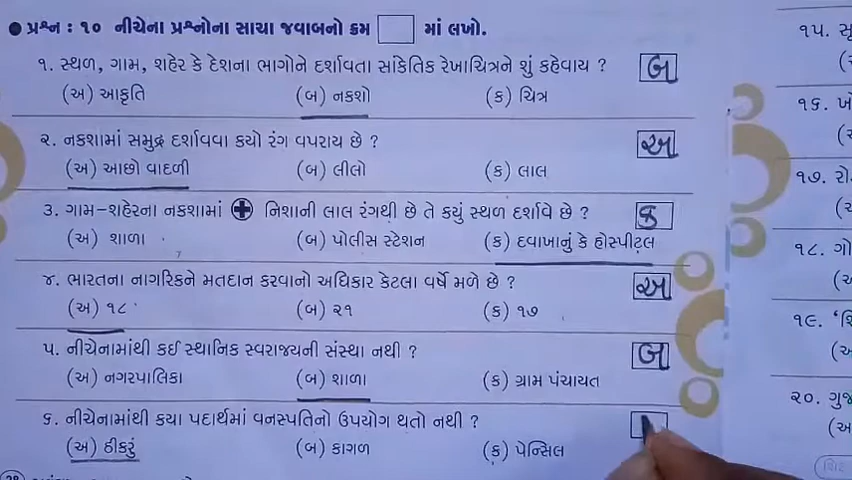 પ્રશ્ન : ૧૦ નીચેના પ્રશ્નોના સાચા જવાબનો ક્રમ માં લખો.
૧. સ્થળ, ગામ, શહેર કે દેશના ભાગોને દર્શાવતા સાંકેતિક રેખાચિત્રને શું કહેવાય ? બ
(અ) આકૃતિ (બ) નકશો (ક) ચિત્ર
૨. નકશામાં સમુદ્ર દર્શાવવા કયો રંગ વપરાય છે ? અ
(અ) આછો વાદળી (બ) લીલો (ક) લાલ
૩. ગામ-શહેરના નકશામાં નિશાની લાલ રંગથી છે તે કયું સ્થળ દર્શાવે છે ? ક
(અ) શાળા (બ) પોલીસ સ્ટેશન (ક) દવાખાનું કે હોસ્પીટલ
૪. ભારતના નાગરિકને મતદાન કરવાનો અધિકાર કેટલા વર્ષે મળે છે ? અ
(અ) ૧૮ (બ) ૨૧ (ક) ૧૭
૫. નીચેનામાંથી કઈ સ્થાનિક સ્વરાજયની સંસ્થા નથી ? બ
(અ) નગરપાલિકા (બ) શાળા (ક) ગ્રામ પંચાયત
૬. નીચેનામાંથી કયા પદાર્થમાં વનસ્પતિનો ઉપયોગ થતો નથી ?
(અ) ઠીકરું (બ) કાગળ (ક) પેન્સિલ
૧૫.
૧૬.
૧૭.
૧૮.
૧૯.
૨૦.